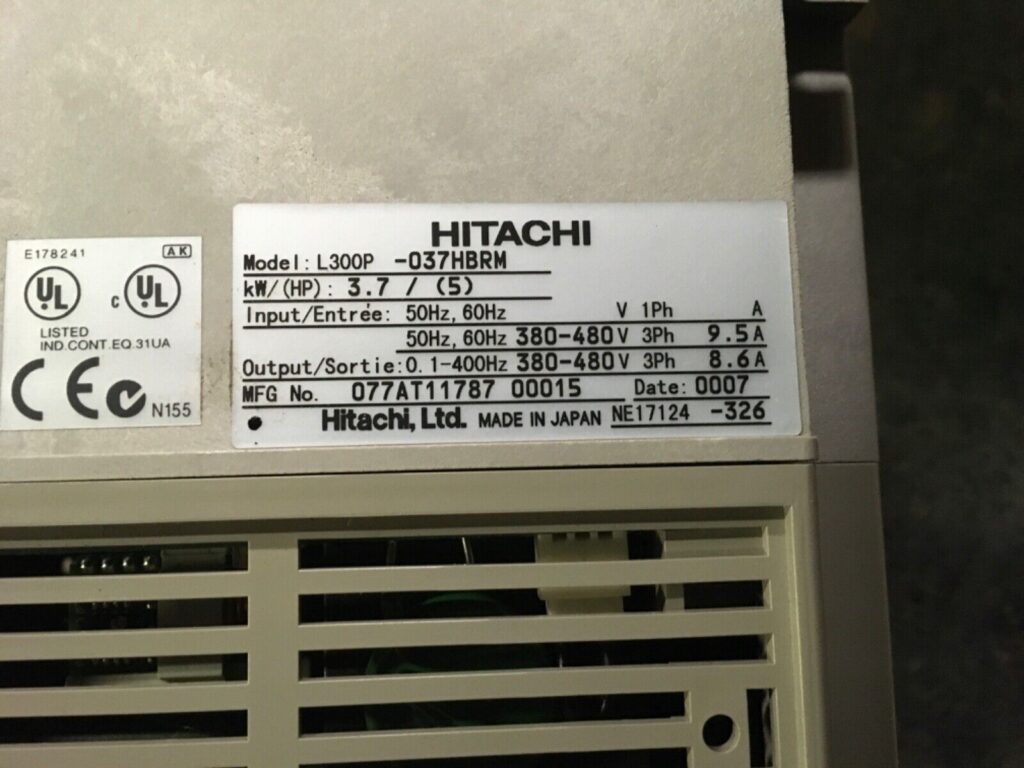 E178241 AK
UL c UL
LISTED
IND.CONT.EQ.31UA
CE N155
HITACHI
Model: L300P -037HBRM
kW/(HP): 3.7 / (5)
Input/Entrée: 50Hz, 60Hz V 1Ph A
50Hz, 60Hz 380-480V 3Ph 9.5A
Output/Sortie: 0.1-400Hz 380-480V 3Ph 8.6A
MFG No. 077AT11787 00015 Date: 0007
Hitachi, Ltd. MADE IN JAPAN NE17124 -326